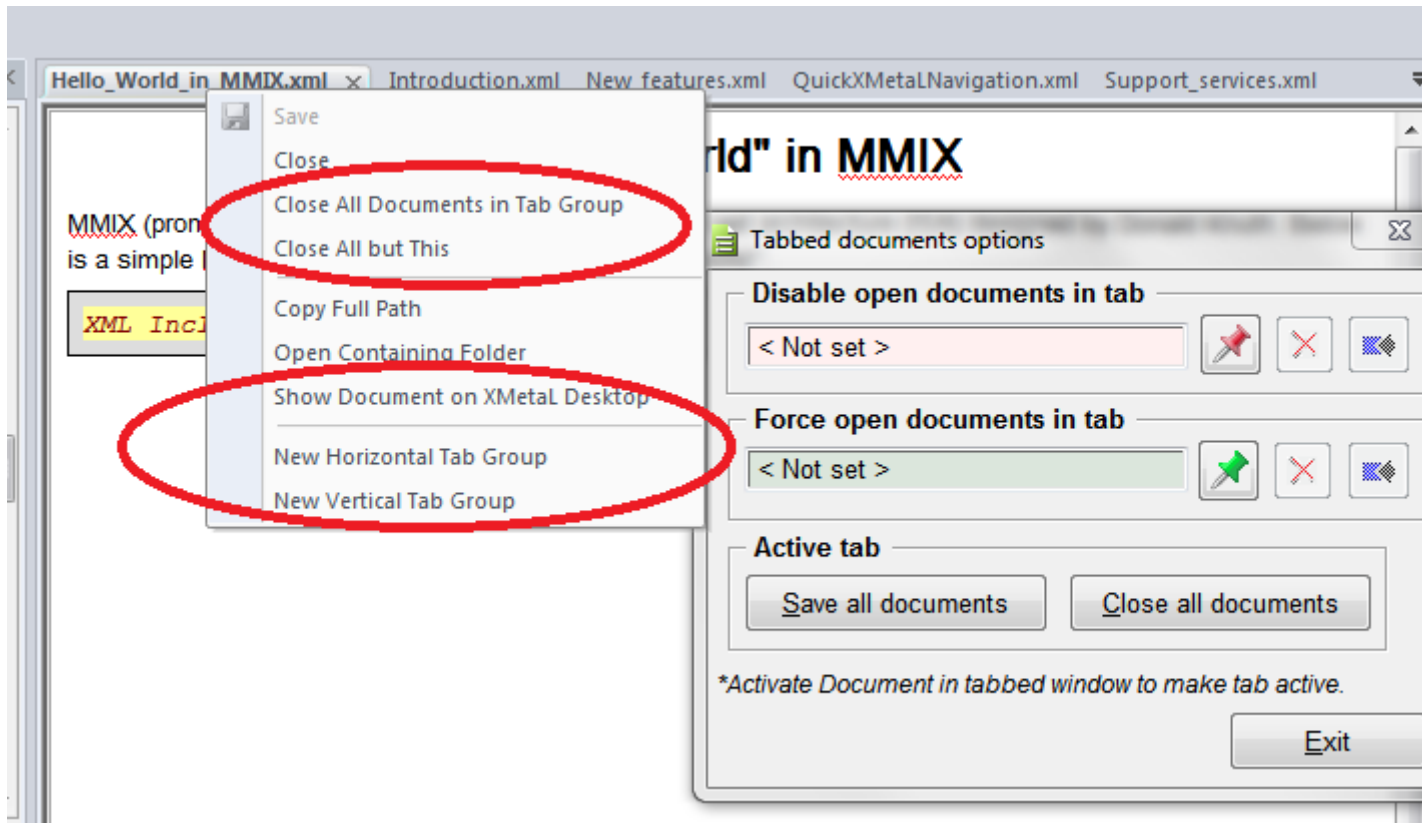 Hello_World_in_MMIX.xml Introduction.xml New_features.xml QuickXMetaLNavigation.xml Support_services.xml
Save
Close
Close All Documents in Tab Group
Close All but This
Copy Full Path
Open Containing Folder
Show Document on XMetaL Desktop
New Horizontal Tab Group
New Vertical Tab Group
rld" in MMIX
MMIX (pron
is a simple
XML Incl
Tabbed documents options
Disable open documents in tab
< Not set >
Force open documents in tab
< Not set >
Active tab
Save all documents Close all documents
*Activate Document in tabbed window to make tab active.
Exit